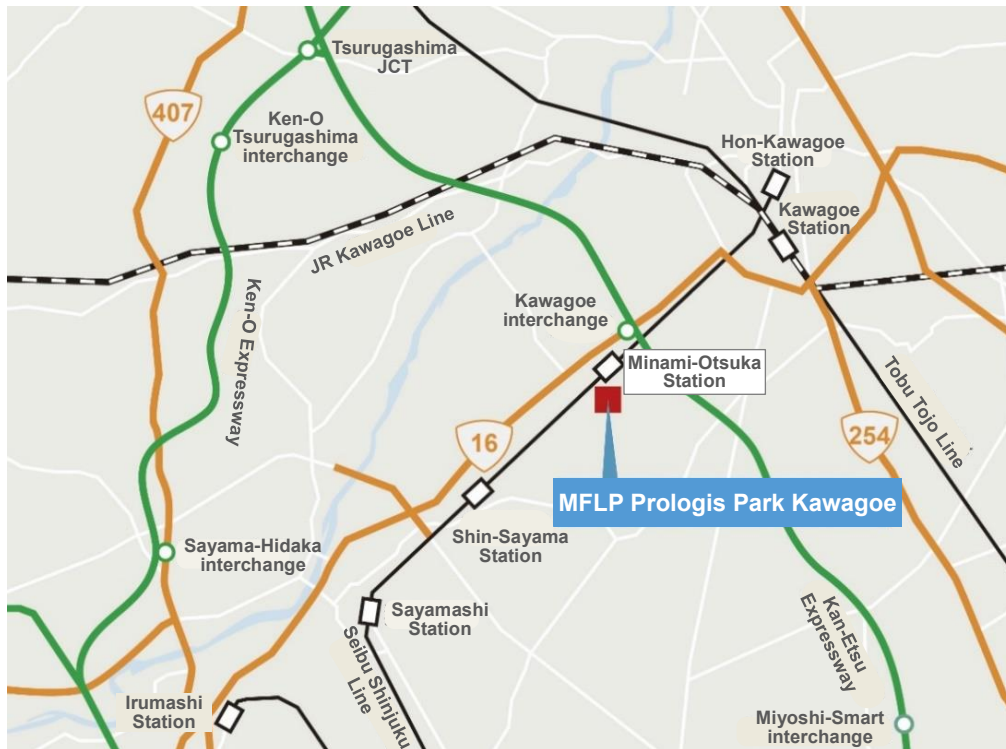 Tsurugashima
JCT
407
Ken-O
Tsurugashima
interchange
Hon-Kawagoe
Station
Kawagoe
Station
JR Kawagoe Line
Ken-O Expressway
Kawagoe
interchange
Minami-Otsuka
Station
Tobu Tojo Line
16
254
MFLP Prologis Park Kawagoe
Shin-Sayama
Station
Sayama-Hidaka
interchange
Sayamashi
Station
Seibu Shinjuku
Line
Kan-Etsu
Expressway
Irumashi
Station
Miyoshi-Smart
interchange